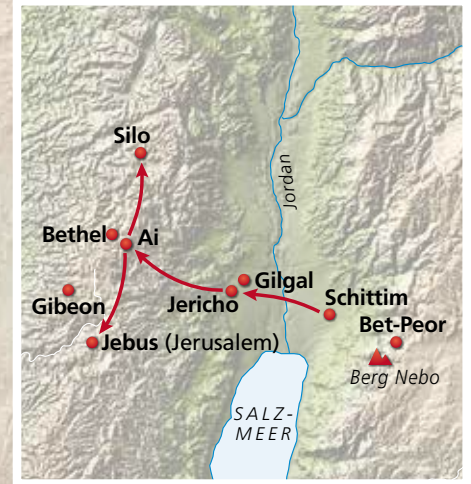 Silo
Jordan
Bethel
Ai
Gilgal
Gibeon
Jericho
Schittim
Bet-Peor
Jebus (Jerusalem)
Berg Nebo
SALZ-
MEER